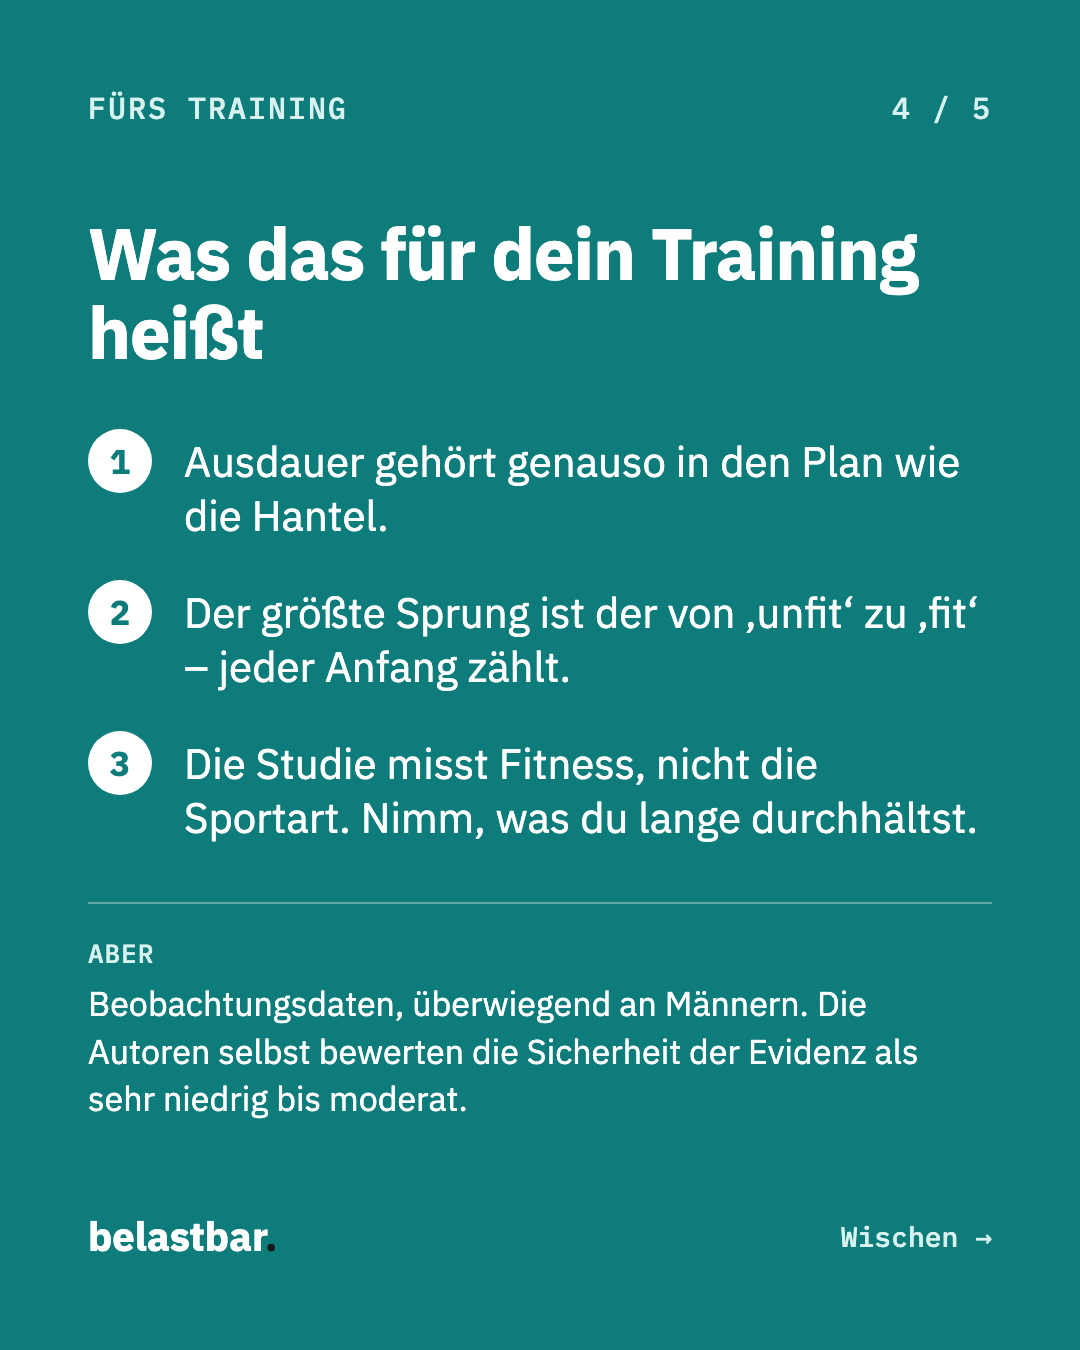 FÜRS TRAINING
4 / 5
Was das für dein Training
heißt
1
Ausdauer gehört genauso in den Plan wie
die Hantel.
2
Der größte Sprung ist der von ‚unfit‘ zu ‚fit‘
– jeder Anfang zählt.
3
Die Studie misst Fitness, nicht die
Sportart. Nimm, was du lange durchhältst.
ABER
Beobachtungsdaten, überwiegend an Männern. Die
Autoren selbst bewerten die Sicherheit der Evidenz als
sehr niedrig bis moderat.
belastbar.
Wischen →